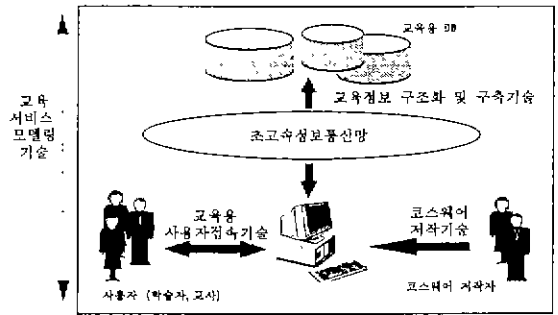 교육용 DB
교육정보 구조화 및 구축기술
교육
서비스
모델링
기술
초고속정보통신망
교육용
사용자접속기술
코스웨어
저작기술
사용자 (학습자, 교사)
코스웨어 저작자